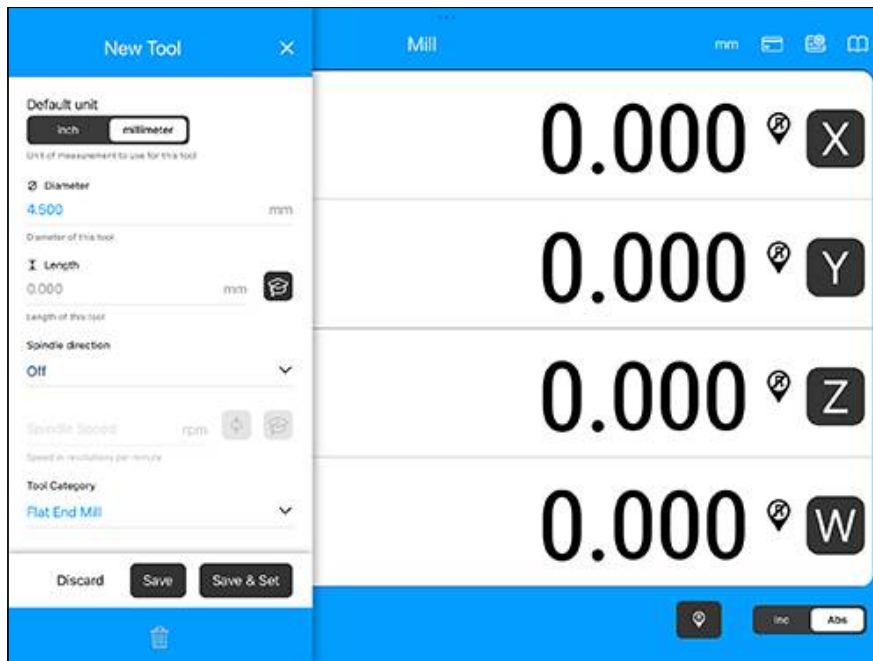 New Tool
Mill
mm
Default unit
inch millimeter
Unit of measurement to use for this tool
Diameter
4.500 mm
Diameter of this tool
Length
0.000 mm
Length of this tool
Spindle direction
Off
Spindle Speed rpm
Speed in revolutions per minute
Tool Category
Flat End Mill
Discard Save Save & Set
0.000 X
0.000 Y
0.000 Z
0.000 W
Inc Abs